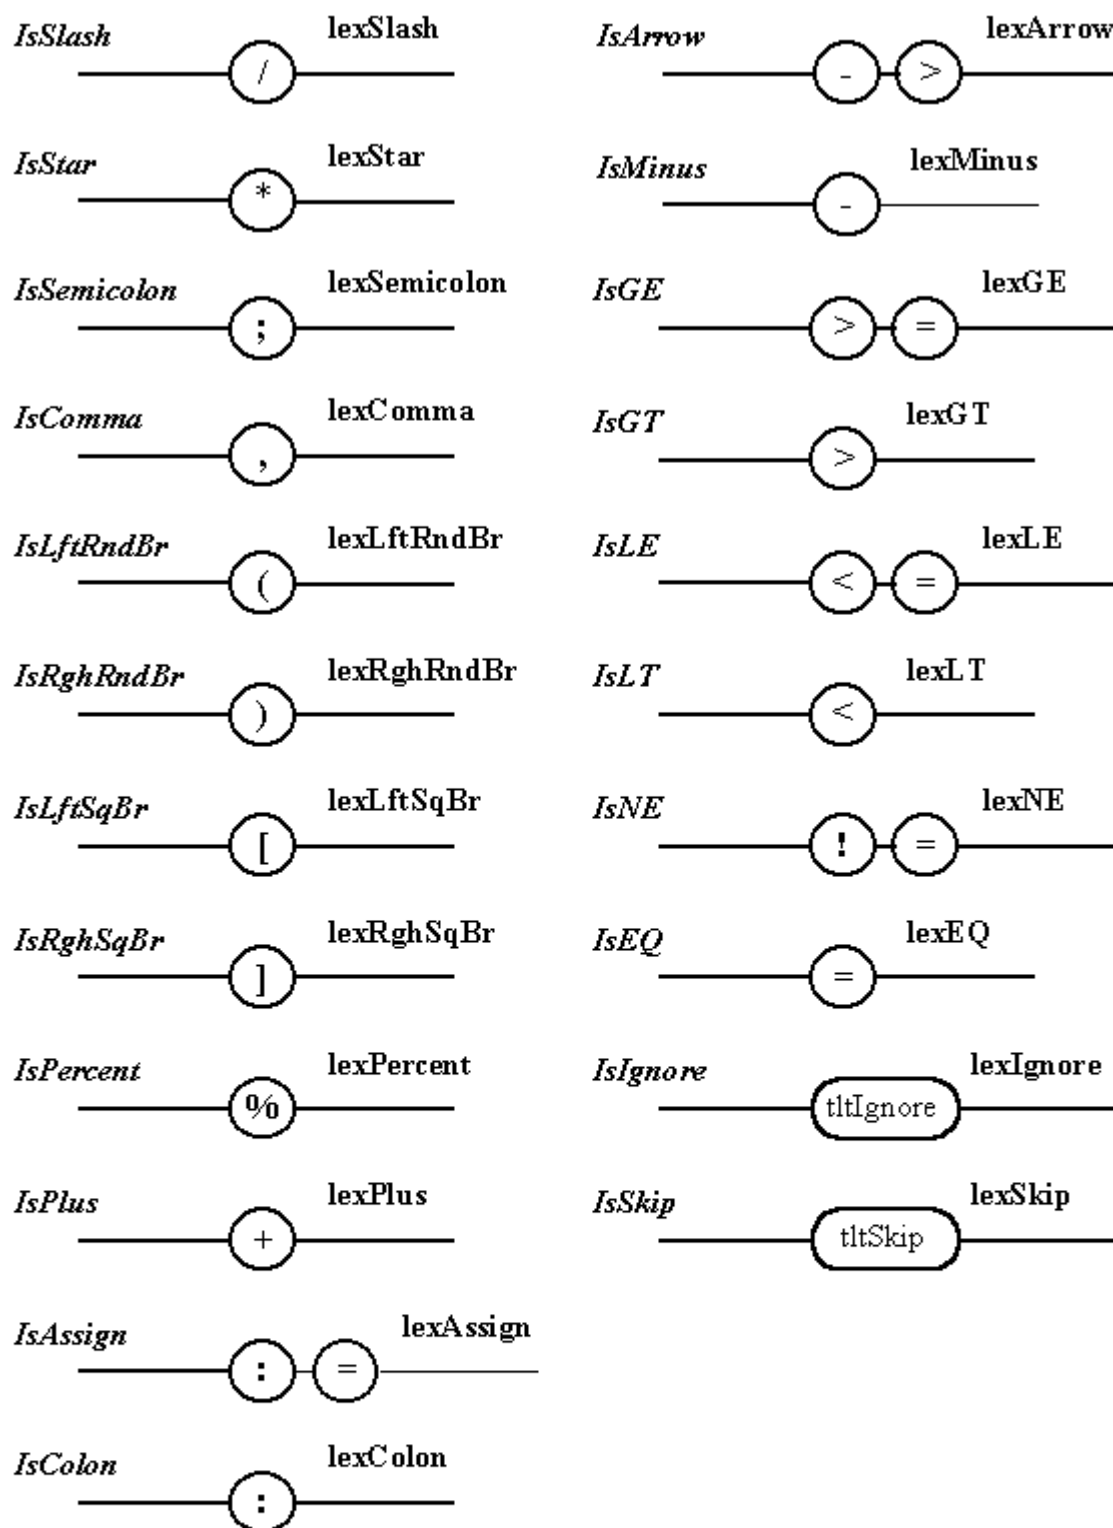 IsSlash lexSlash
/
IsStar lexStar
*
IsSemicolon lexSemicolon
;
IsComma lexComma
,
IsLftRndBr lexLftRndBr
(
IsRghRndBr lexRghRndBr
)
IsLftSqBr lexLftSqBr
[
IsRghSqBr lexRghSqBr
]
IsPercent lexPercent
%
IsPlus lexPlus
+
IsAssign lexAssign
: =
IsColon lexColon
:
IsArrow lexArrow
- >
IsMinus lexMinus
-
IsGE lexGE
> =
IsGT lexGT
>
IsLE lexLE
< =
IsLT lexLT
<
IsNE lexNE
! =
IsEQ lexEQ
=
IsIgnore lexIgnore
tltIgnore
IsSkip lexSkip
tltSkip